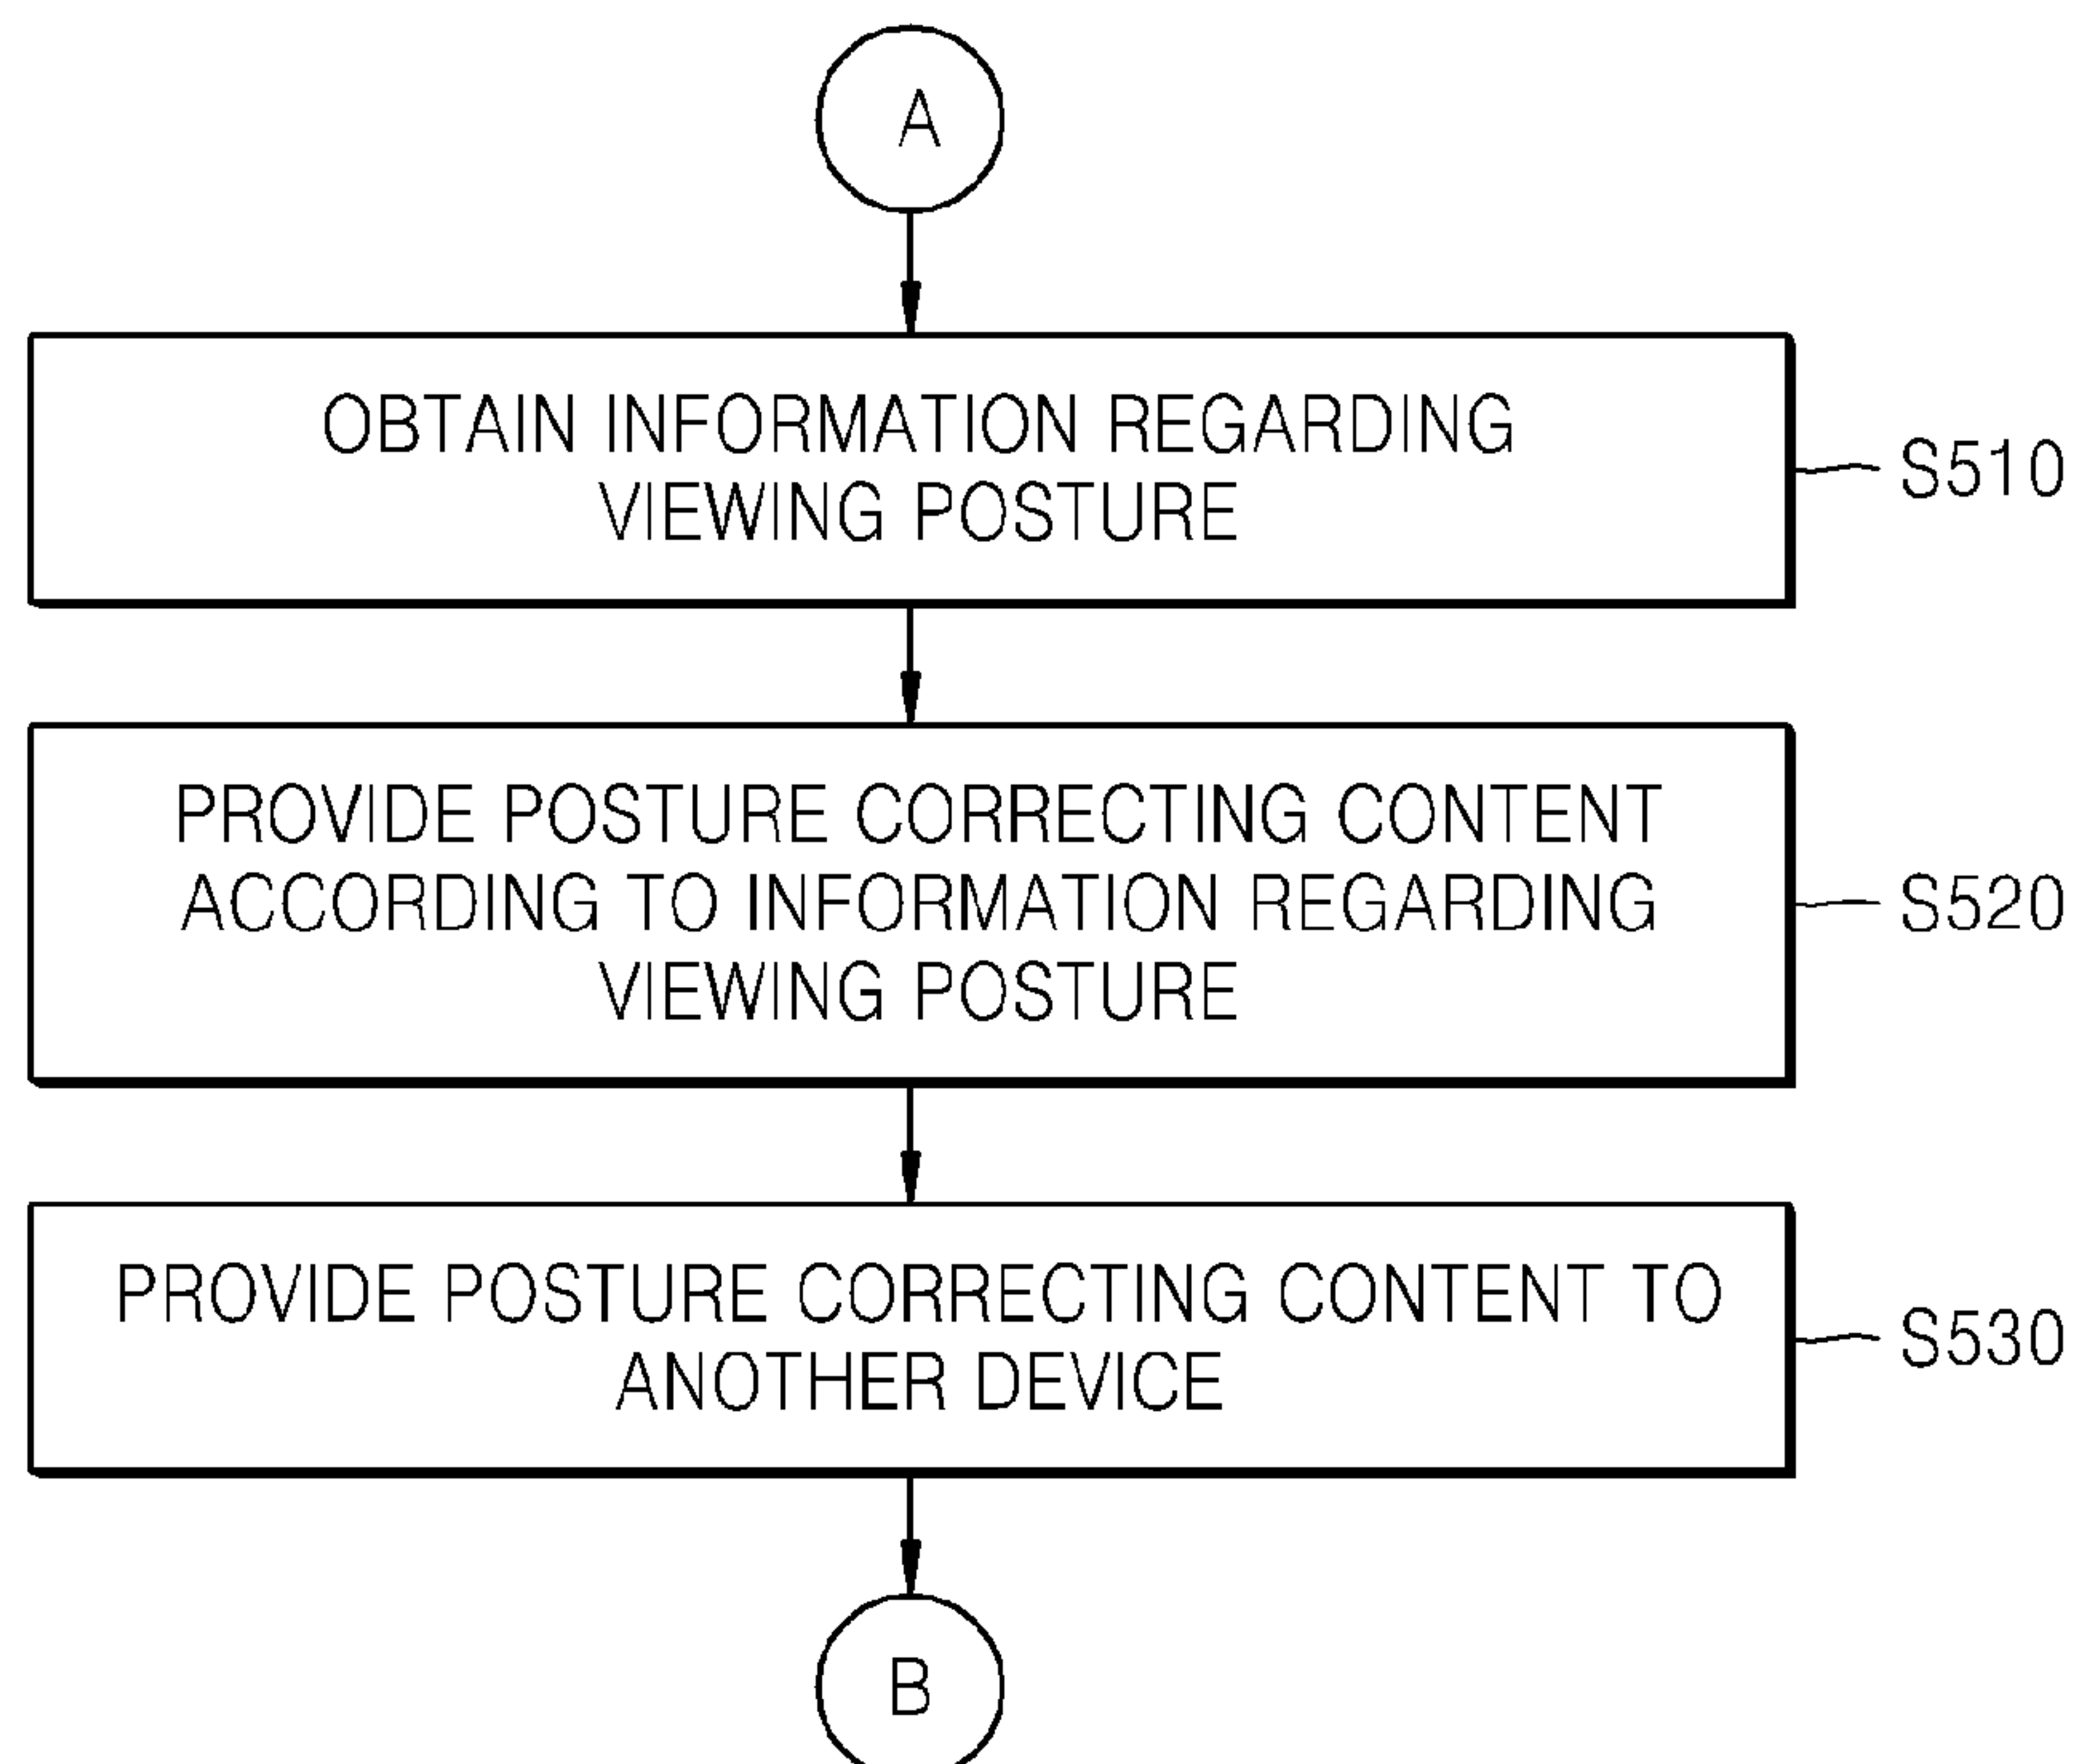 A
OBTAIN INFORMATION REGARDING
VIEWING POSTURE
S510
PROVIDE POSTURE CORRECTING CONTENT
ACCORDING TO INFORMATION REGARDING
VIEWING POSTURE
S520
PROVIDE POSTURE CORRECTING CONTENT TO
ANOTHER DEVICE
S530
B